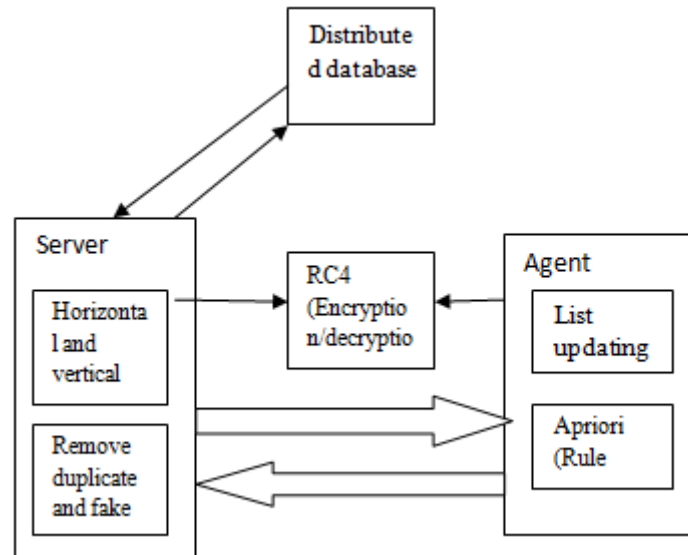 Distribute
d database
Server
Horizonta
l and
vertical
Remove
duplicate
and fake
RC4
(Encryptio
n/decryptio
Agent
List
updating
Apriori
(Rule